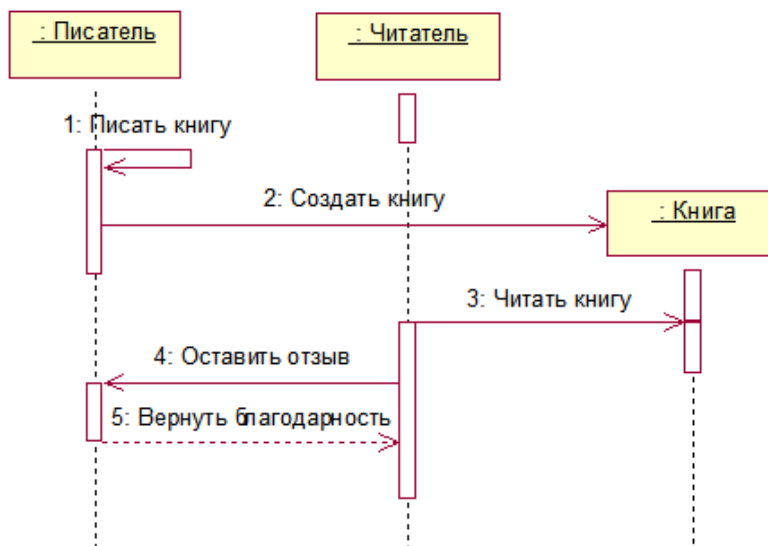 : Писатель
: Читатель
1: Писать книгу
2: Создать книгу
: Книга
3: Читать книгу
4: Оставить отзыв
5: Вернуть благодарность